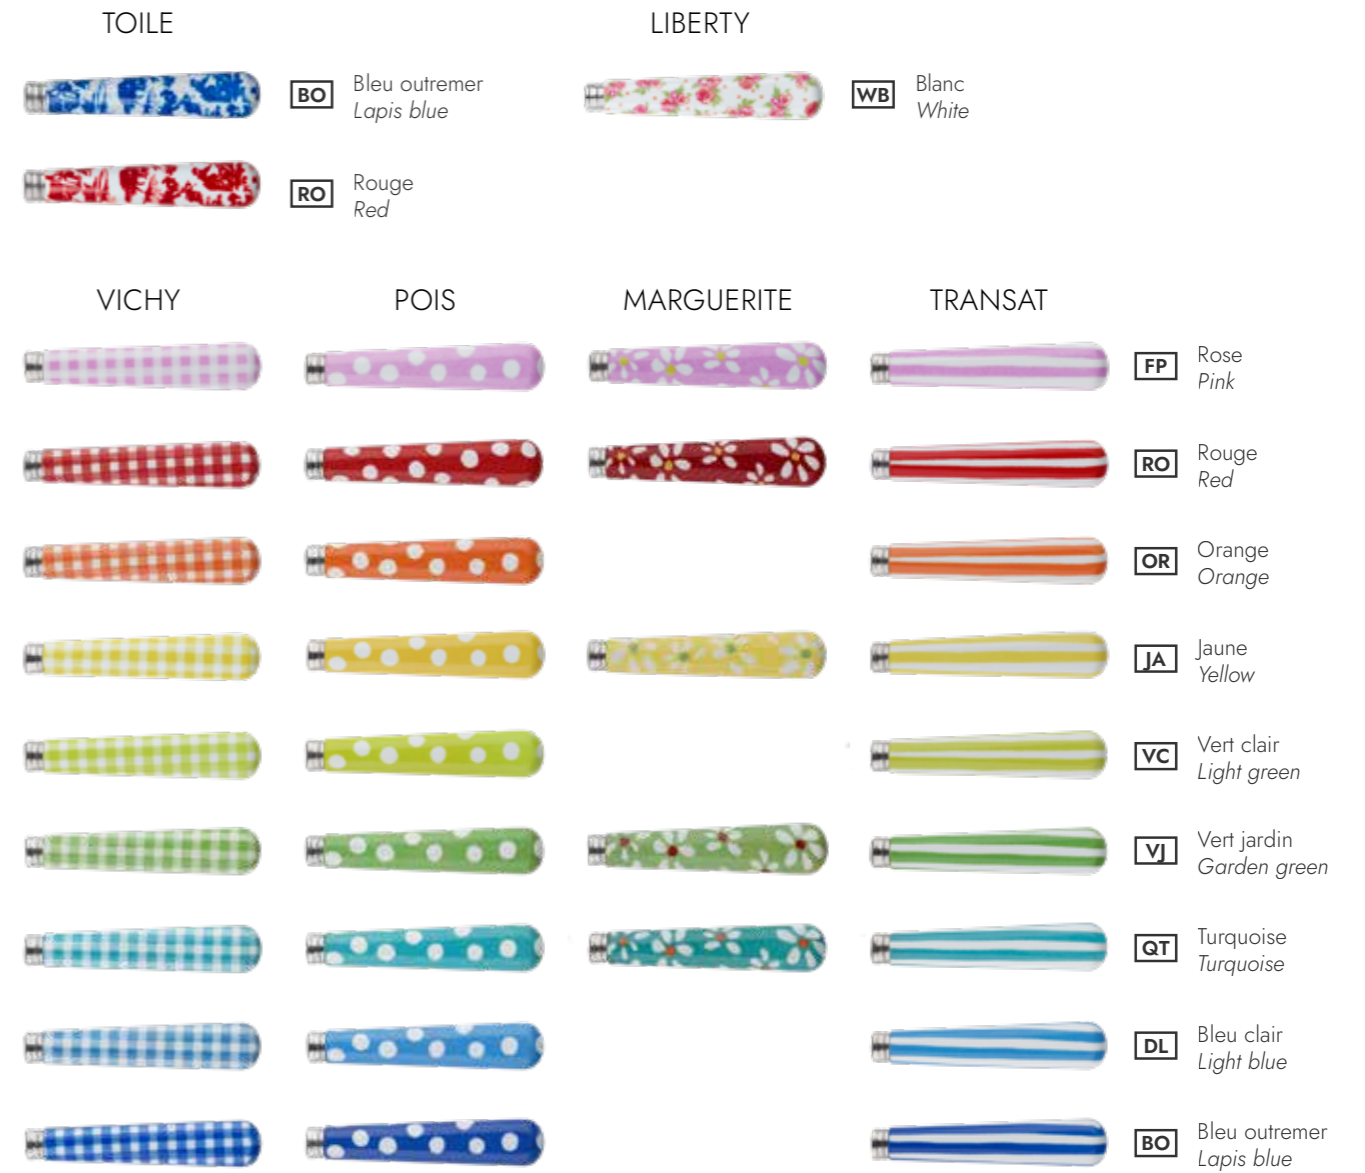 TOILE
LIBERTY
BO
Bleu outremer
Lapis blue
WB
Blanc
White
RO
Rouge
Red
VICHY
POIS
MARGUERITE
TRANSAT
FP
Rose
Pink
RO
Rouge
Red
OR
Orange
Orange
JA
Jaune
Yellow
VC
Vert clair
Light green
VJ
Vert jardin
Garden green
QT
Turquoise
Turquoise
DL
Bleu clair
Light blue
BO
Bleu outremer
Lapis blue